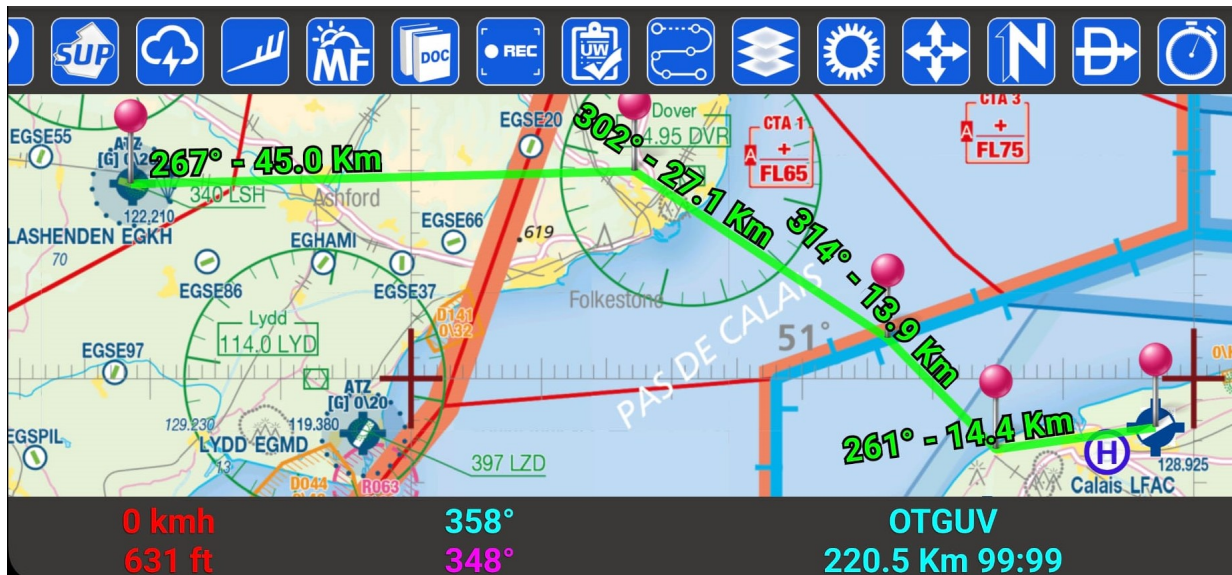 SUP
MF
DOC
REC
UW
N
D
EGSE55
ATZ
[G] 0\2
267° - 45.0 Km
340 LSH
122,210
LASHENDEN EGKH
70
Ashford
EGSE20
302° - 27.1 Km
Dover
4.95 DVR
CTA 1
+
A
FL65
CTA 3
+
A
FL75
EGSE66
619
EGHAMI
EGSE86
EGSE37
314° - 13.9 Km
Folkestone
PAS DE CALAIS
51°
D141
0\32
Lydd
114.0 LYD
EGSE97
ATZ
[G] 0\20
119.380
129.230
LYDD EGMD
13
EGSPIL
397 LZD
D044
R063
261° - 14.4 Km
H
128.925
Calais LFAC
0 kmh
358°
OTGUV
631 ft
348°
220.5 Km 99:99